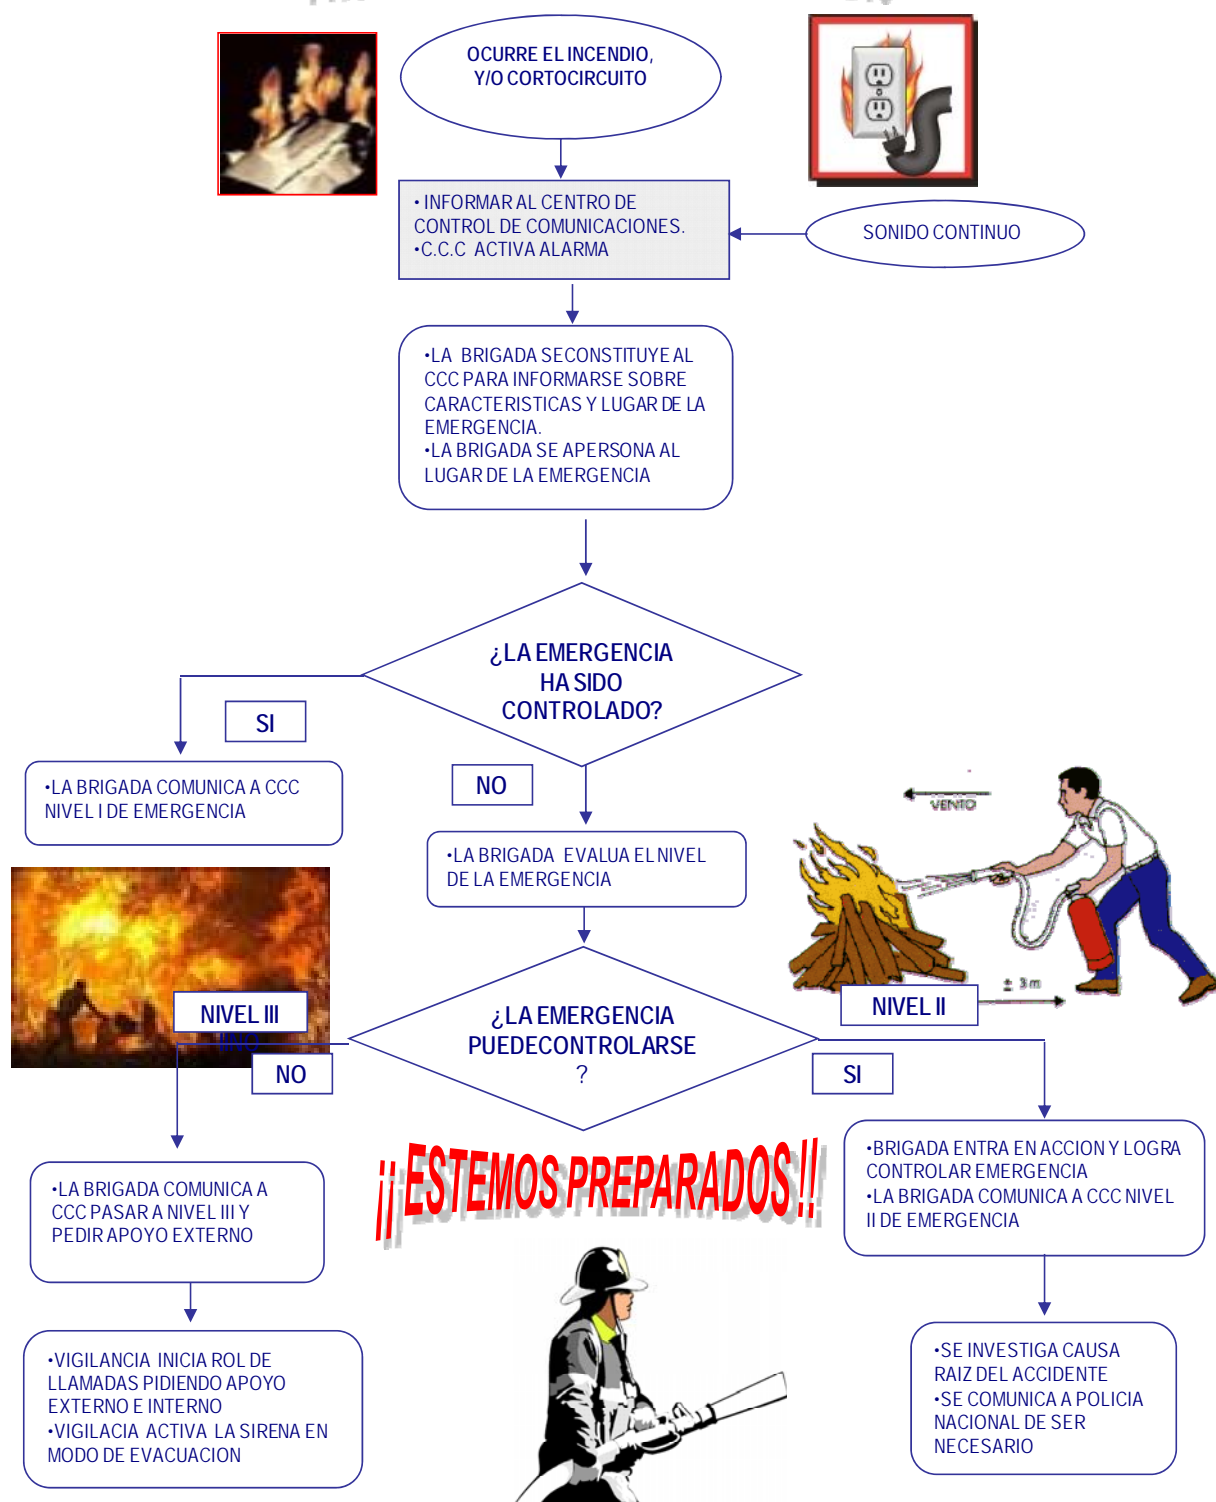 OCURRE EL INCENDIO,
Y/O CORTOCIRCUITO
• INFORMAR AL CENTRO DE
CONTROL DE COMUNICACIONES.
•C.C.C ACTIVA ALARMA
SONIDO CONTINUO
•LA BRIGADA SECONSTITUYE AL
CCC PARA INFORMARSE SOBRE
CARACTERISTICAS Y LUGAR DE LA
EMERGENCIA.
•LA BRIGADA SE APERSONA AL
LUGAR DE LA EMERGENCIA
¿LA EMERGENCIA
HA SIDO
CONTROLADO?
SI
•LA BRIGADA COMUNICA A CCC
NIVEL I DE EMERGENCIA
NO
•LA BRIGADA EVALUA EL NIVEL
DE LA EMERGENCIA
VENTO
± 3 m
NIVEL III
NIVEL II
¿LA EMERGENCIA
PUEDECONTROLARSE
?
NO
SI
•BRIGADA ENTRA EN ACCION Y LOGRA
CONTROLAR EMERGENCIA
•LA BRIGADA COMUNICA A CCC NIVEL
II DE EMERGENCIA
¡¡ESTEMOS PREPARADOS!!
•LA BRIGADA COMUNICA A
CCC PASAR A NIVEL III Y
PEDIR APOYO EXTERNO
•VIGILANCIA INICIA ROL DE
LLAMADAS PIDIENDO APOYO
EXTERNO E INTERNO
•VIGILACIA ACTIVA LA SIRENA EN
MODO DE EVACUACION
•SE INVESTIGA CAUSA
RAIZ DEL ACCIDENTE
•SE COMUNICA A POLICIA
NACIONAL DE SER
NECESARIO